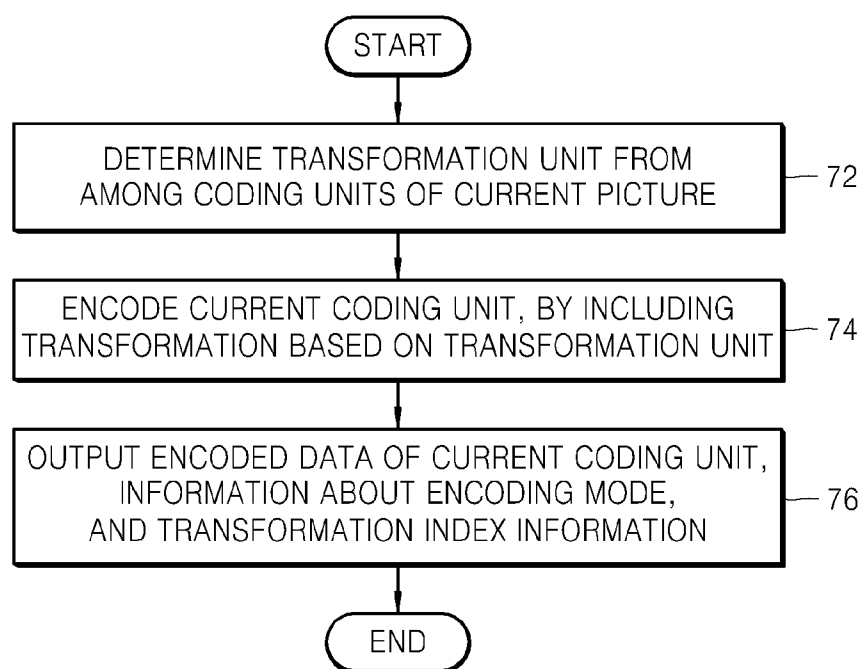 START
DETERMINE TRANSFORMATION UNIT FROM
AMONG CODING UNITS OF CURRENT PICTURE
72
ENCODE CURRENT CODING UNIT, BY INCLUDING
TRANSFORMATION BASED ON TRANSFORMATION UNIT
74
OUTPUT ENCODED DATA OF CURRENT CODING UNIT,
INFORMATION ABOUT ENCODING MODE,
AND TRANSFORMATION INDEX INFORMATION
76
END